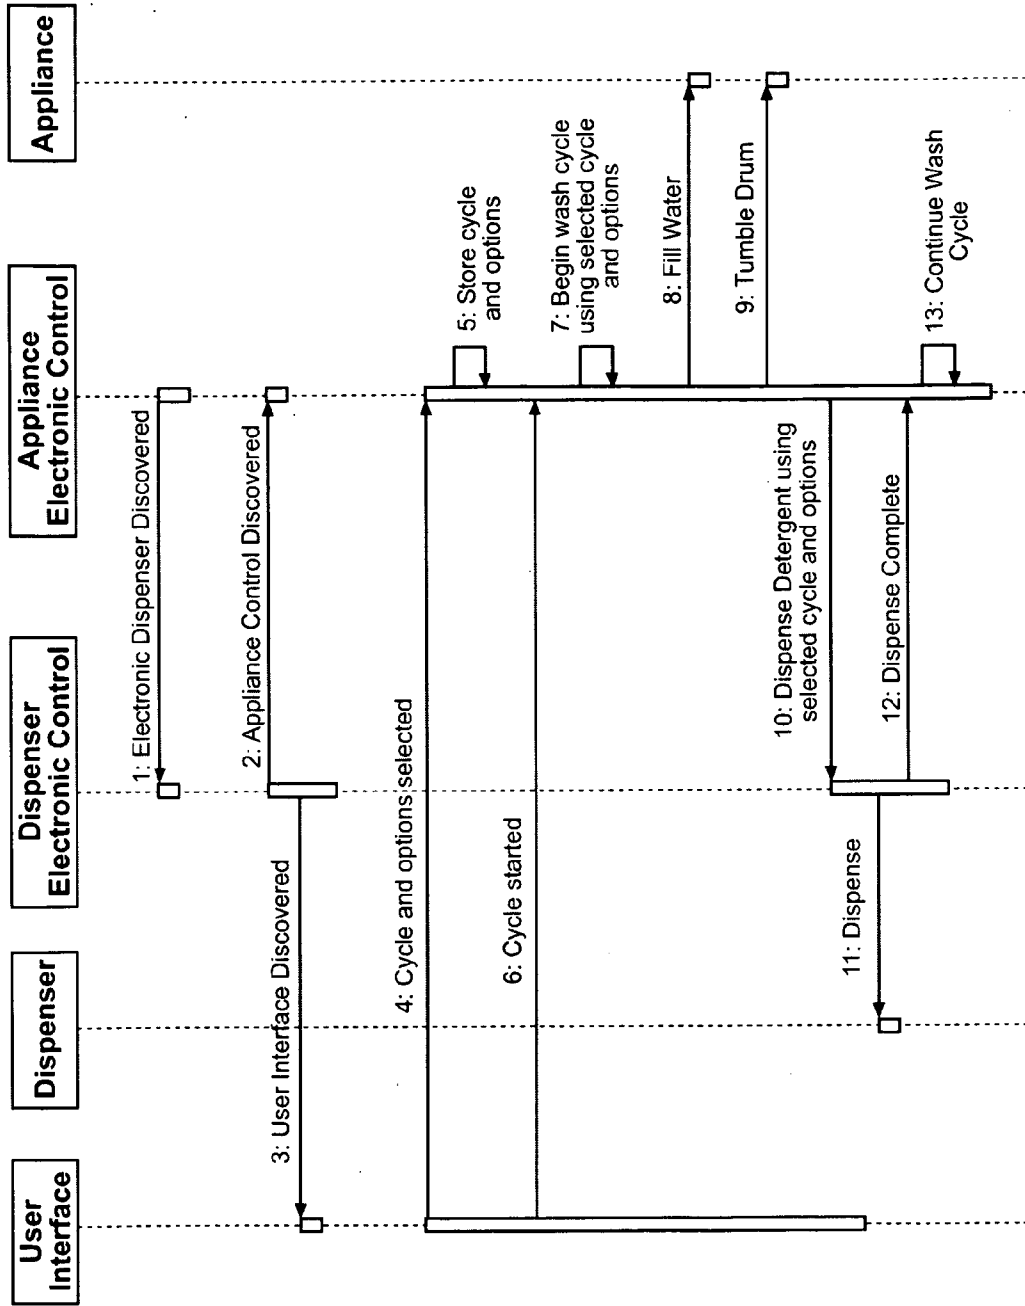 User
Interface
Dispenser
Dispenser
Electronic Control
Appliance
Electronic Control
Appliance
1: Electronic Dispenser Discovered
2: Appliance Control Discovered
3: User Interface Discovered
4: Cycle and options selected
5: Store cycle
and options
6: Cycle started
7: Begin wash cycle
using selected cycle
and options
8: Fill Water
9: Tumble Drum
10: Dispense Detergent using
selected cycle and options
11: Dispense
12: Dispense Complete
13: Continue Wash
Cycle